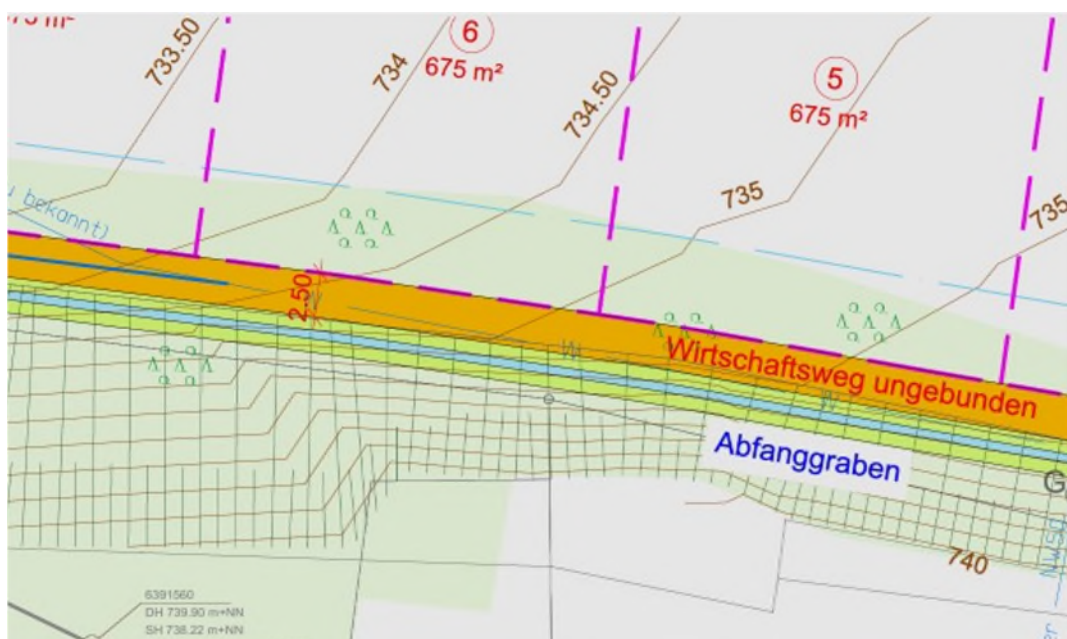 733.50
734
6
675 m²
734.50
5
675 m²
735
735
bekannt)
2.50
W
W
W
Wirtschaftsweg ungebunden
Abfanggraben
740
6391560
DH 739.90 m+NN
SH 738.22 m+NN